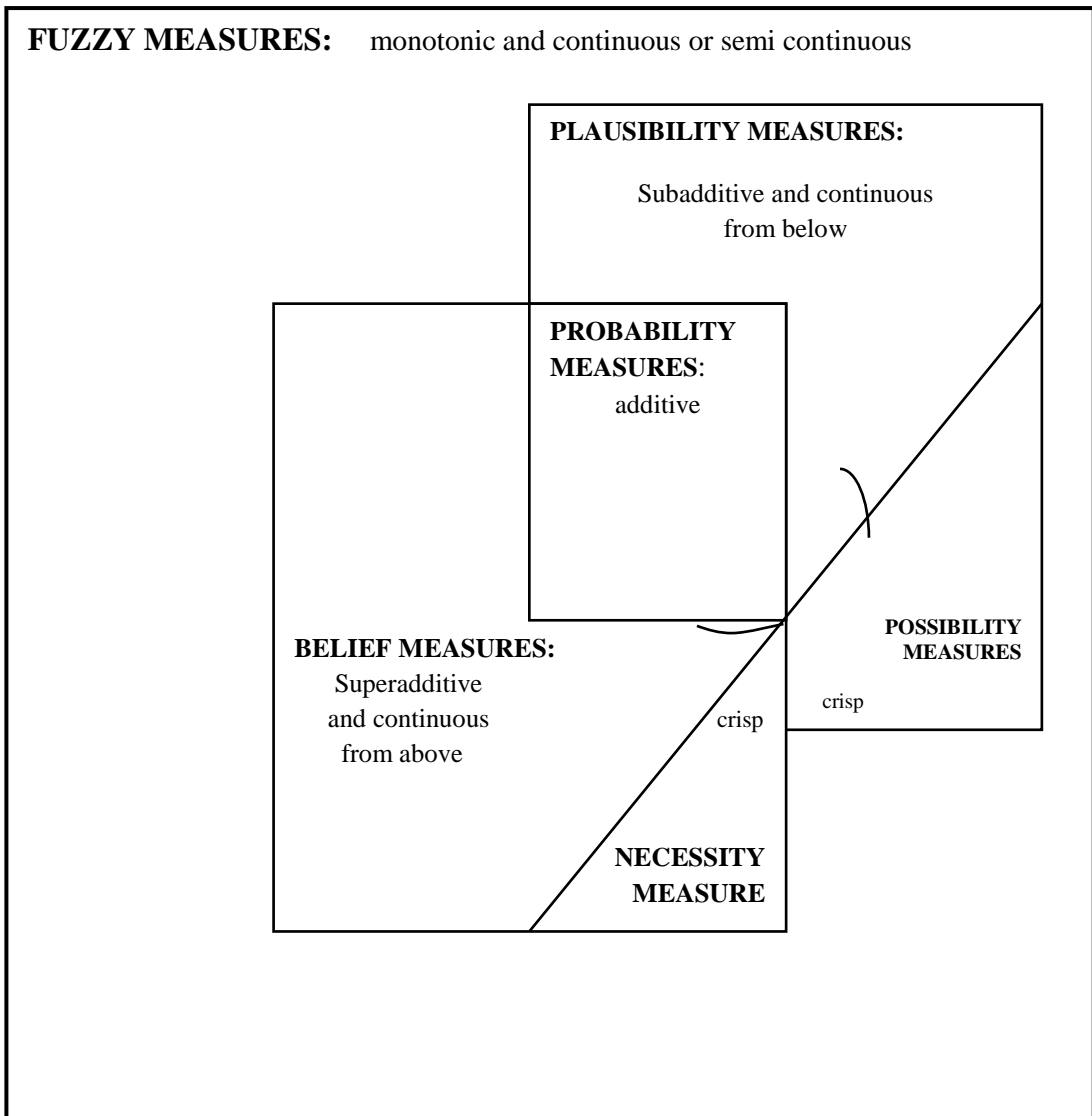 FUZZY MEASURES: monotonic and continuous or semi continuous
PLAUSIBILITY MEASURES:
Subadditive and continuous
from below
PROBABILITY
MEASURES:
additive
BELIEF MEASURES:
Superadditive
and continuous
from above
POSSIBILITY
MEASURES
crisp
crisp
NECESSITY
MEASURE